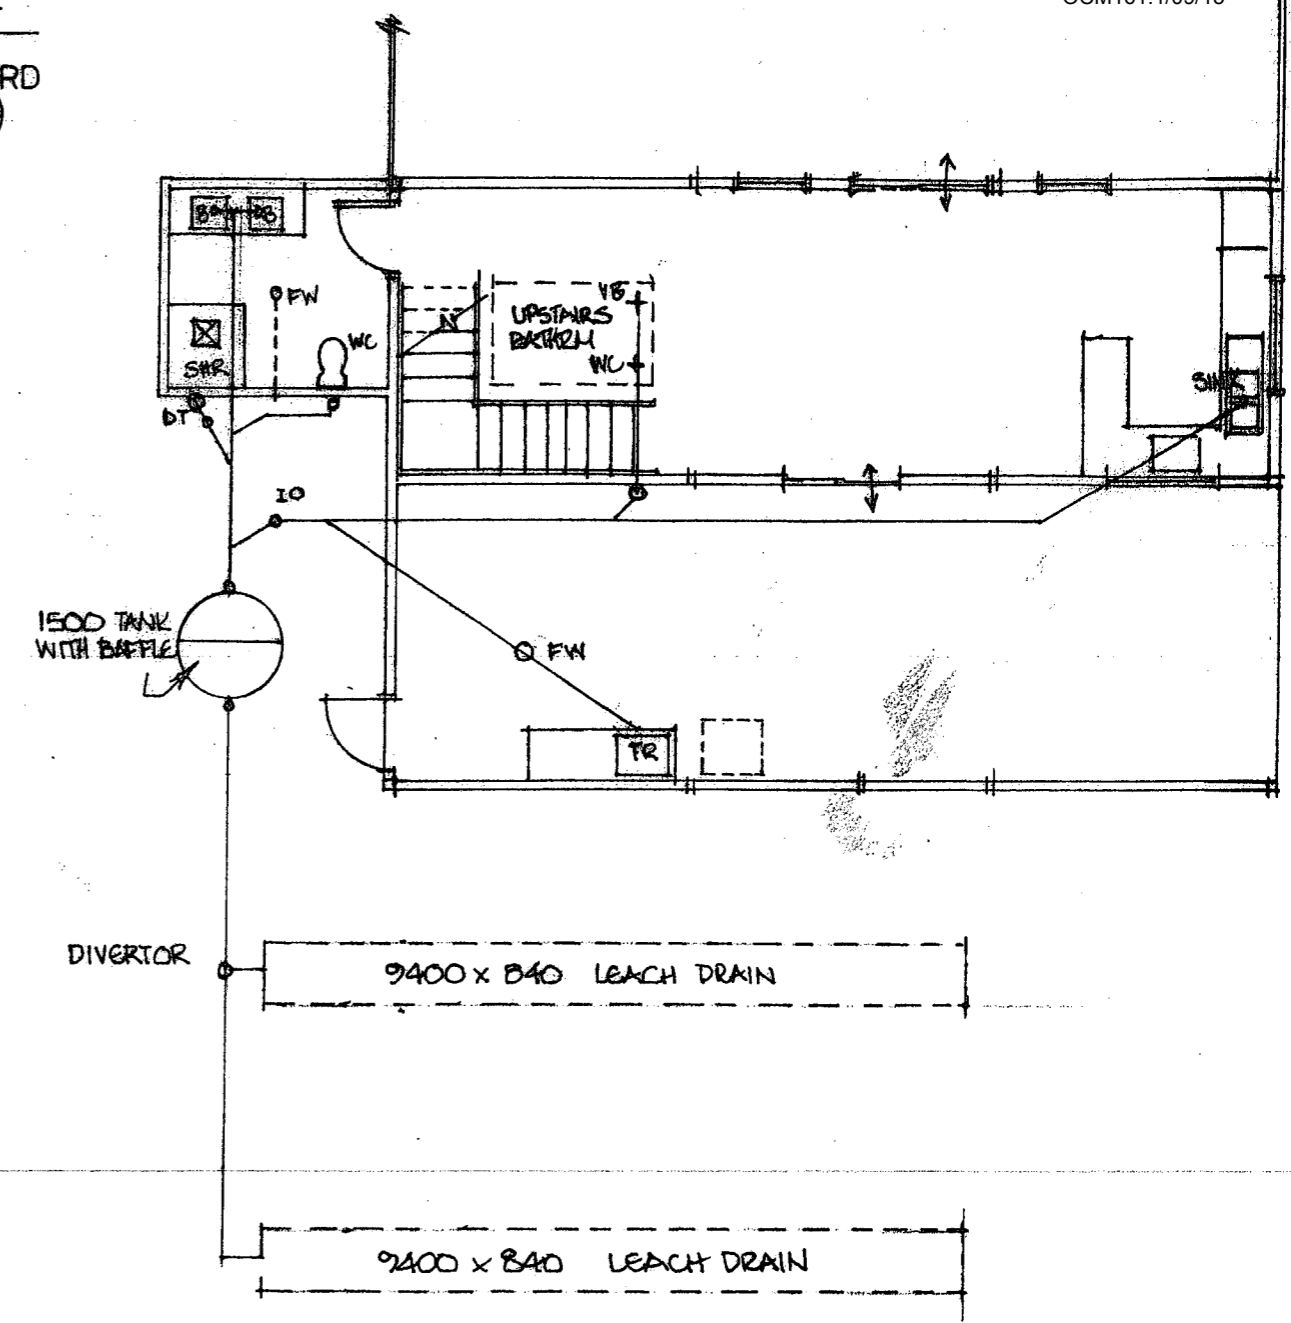 RD
B
B
FW
WC
SHR
DT
UPSTAIRS
BATHRM
VB
WC
SINK
IO
1500 TANK
WITH BAFFLE
FW
TR
DIVERTOR
9400 x 840 LEACH DRAIN
9400 x 840 LEACH DRAIN